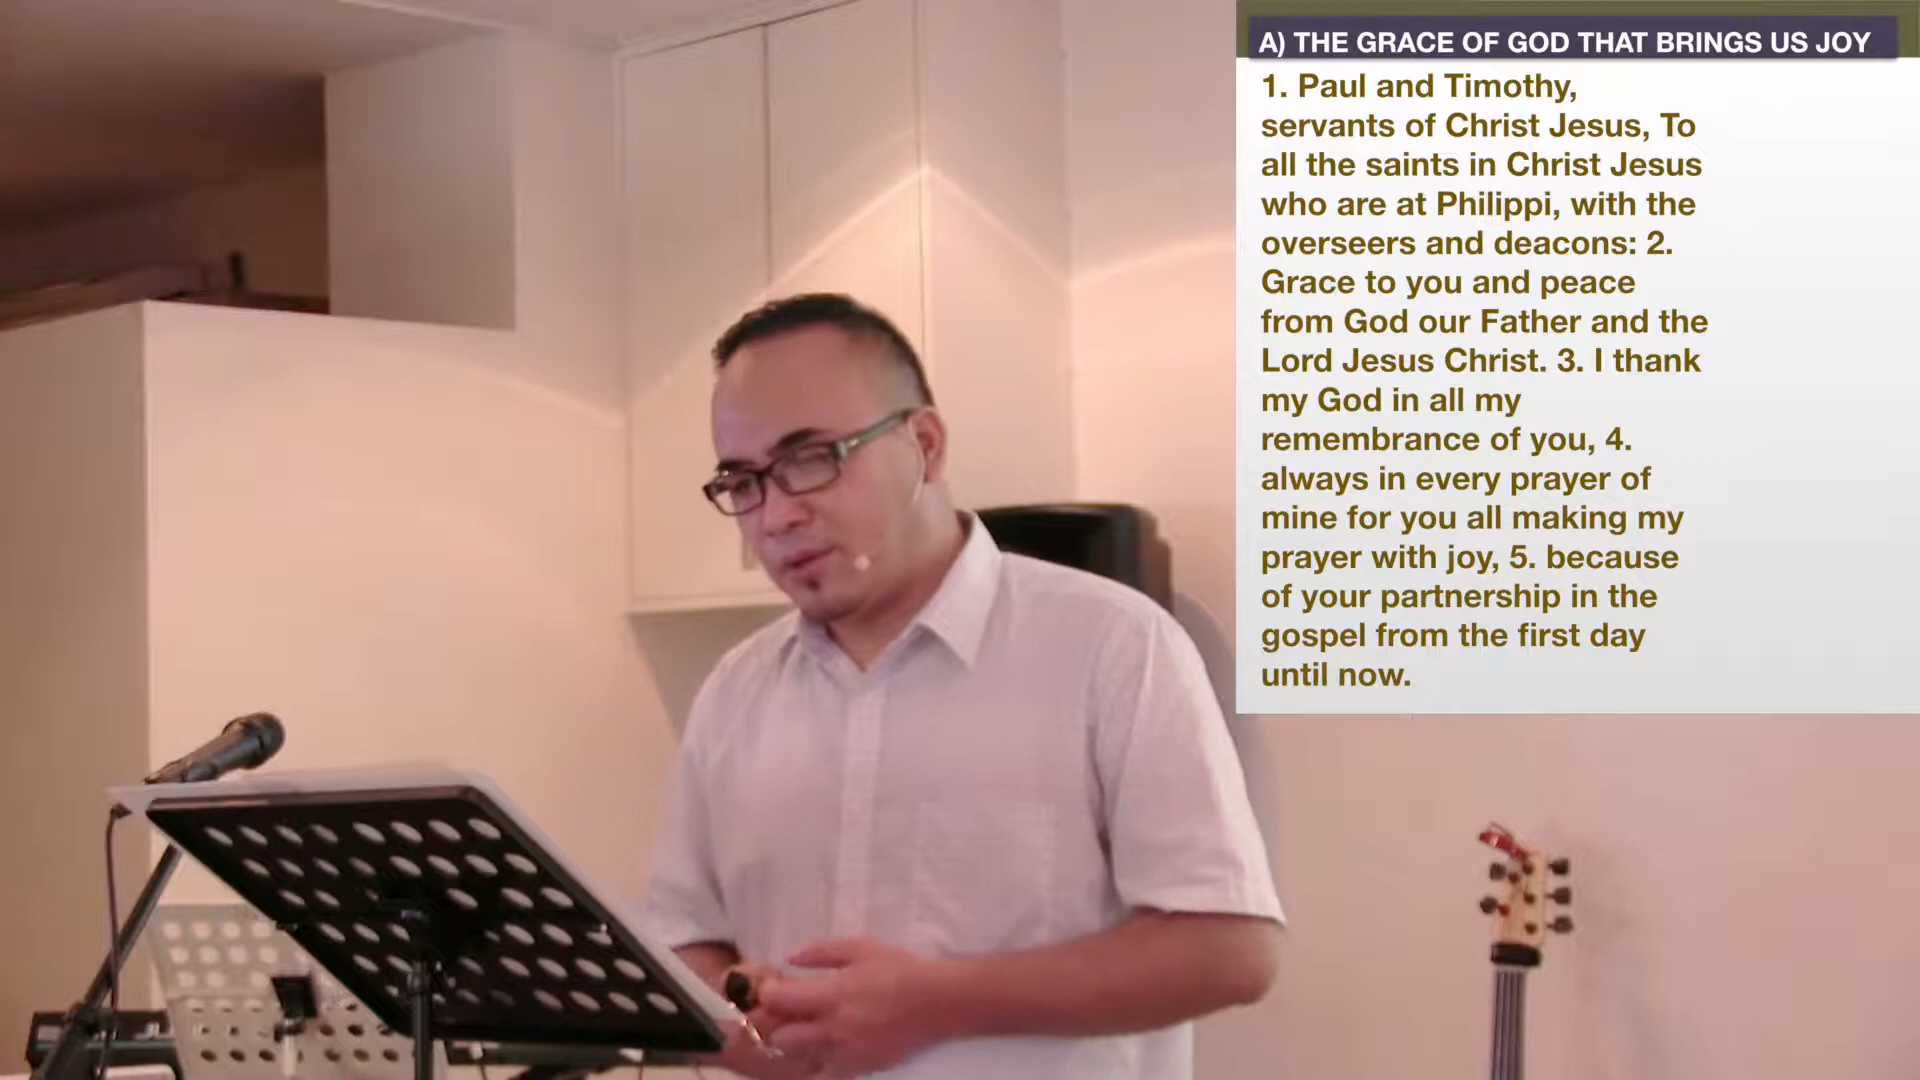 A) THE GRACE OF GOD THAT BRINGS US JOY
1. Paul and Timothy,
servants of Christ Jesus, To
all the saints in Christ Jesus
who are at Philippi, with the
overseers and deacons: 2.
Grace to you and peace
from God our Father and the
Lord Jesus Christ. 3. I thank
my God in all my
remembrance of you, 4.
always in every prayer of
mine for you all making my
prayer with joy, 5. because
of your partnership in the
gospel from the first day
until now.